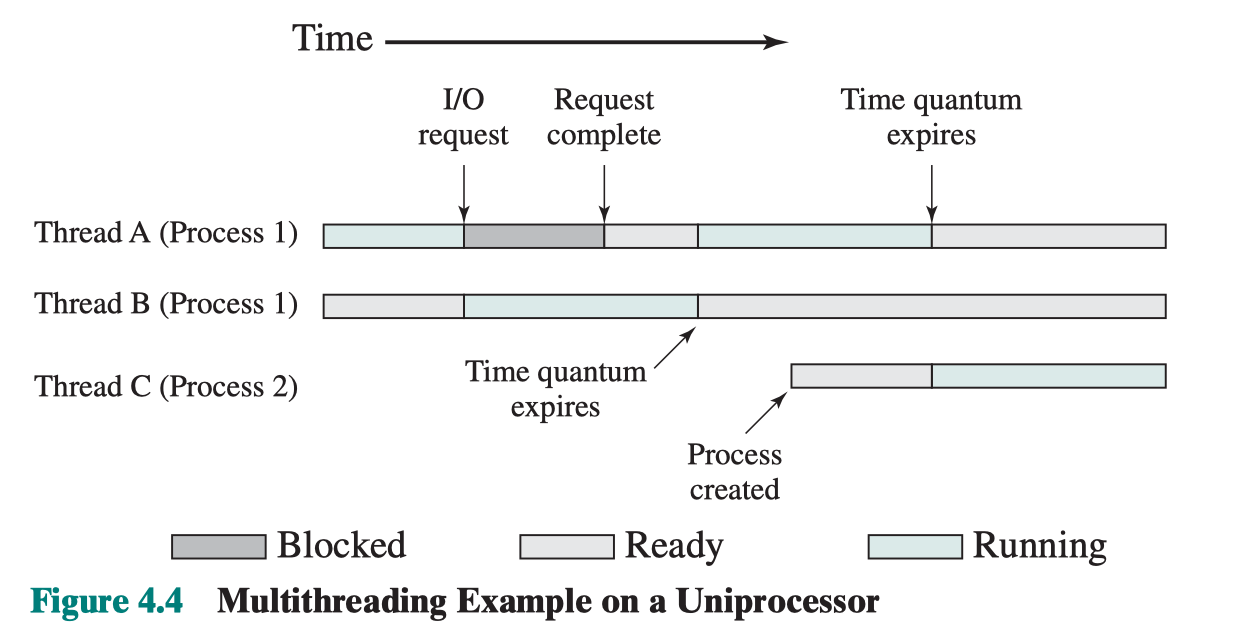 Time
I/O
request
Request
complete
Time quantum
expires
Thread A (Process 1)
Thread B (Process 1)
Time quantum
expires
Thread C (Process 2)
Process
created
Blocked
Ready
Running
Figure 4.4 Multithreading Example on a Uniprocessor